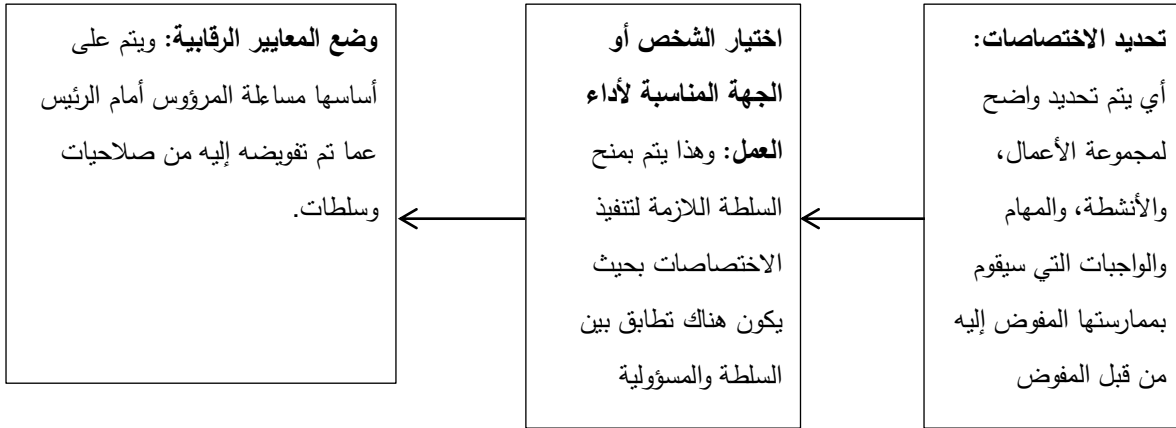 تحديد الاختصاصات:
أي يتم تحديد واضح
لمجموعة الأعمال،
والأنشطة، والمهام
والواجبات التي سيقوم
بممارستها المفوض إليه
من قبل المفوض
اختيار الشخص أو
الجهة المناسبة لأداء
العمل: وهذا يتم بمنح
السلطة اللازمة لتنفيذ
الاختصاصات بحيث
يكون هناك تطابق بين
السلطة والمسؤولية
وضع المعايير الرقابية: ويتم على
أساسها مساءلة المرؤوس أمام الرئيس
عما تم تفويضه إليه من صلاحيات
وسلطات.